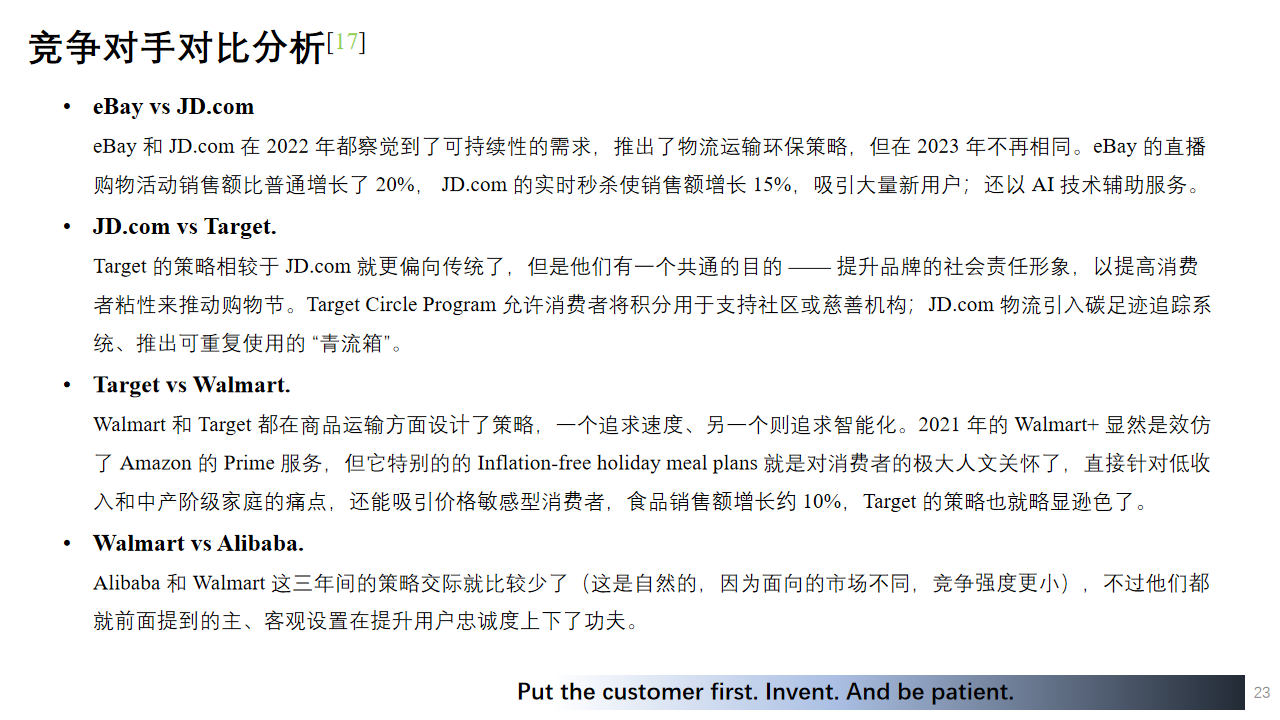 竞争对手对比分析[17]
• eBay vs JD.com
eBay 和 JD.com 在 2022 年都察觉到了可持续性的需求，推出了物流运输环保策略，但在 2023 年不再相同。eBay 的直播
购物活动销售额比普通增长了 20%， JD.com 的实时秒杀使销售额增长 15%，吸引大量新用户；还以 AI 技术辅助服务。
• JD.com vs Target.
Target 的策略相较于 JD.com 就更偏向传统了，但是他们有一个共通的目的 —— 提升品牌的社会责任形象，以提高消费
者粘性来推动购物节。Target Circle Program 允许消费者将积分用于支持社区或慈善机构；JD.com 物流引入碳足迹追踪系
统、推出可重复使用的 “青流箱”。
• Target vs Walmart.
Walmart 和 Target 都在商品运输方面设计了策略，一个追求速度、另一个则追求智能化。2021 年的 Walmart+ 显然是效仿
了 Amazon 的 Prime 服务，但它特别的的 Inflation-free holiday meal plans 就是对消费者的极大人文关怀了，直接针对低收
入和中产阶级家庭的痛点，还能吸引价格敏感型消费者，食品销售额增长约 10%，Target 的策略也就略显逊色了。
• Walmart vs Alibaba.
Alibaba 和 Walmart 这三年间的策略交际就比较少了（这是自然的，因为面向的市场不同，竞争强度更小），不过他们都
就前面提到的主、客观设置在提升用户忠诚度上下了功夫。
Put the customer first. Invent. And be patient.
23